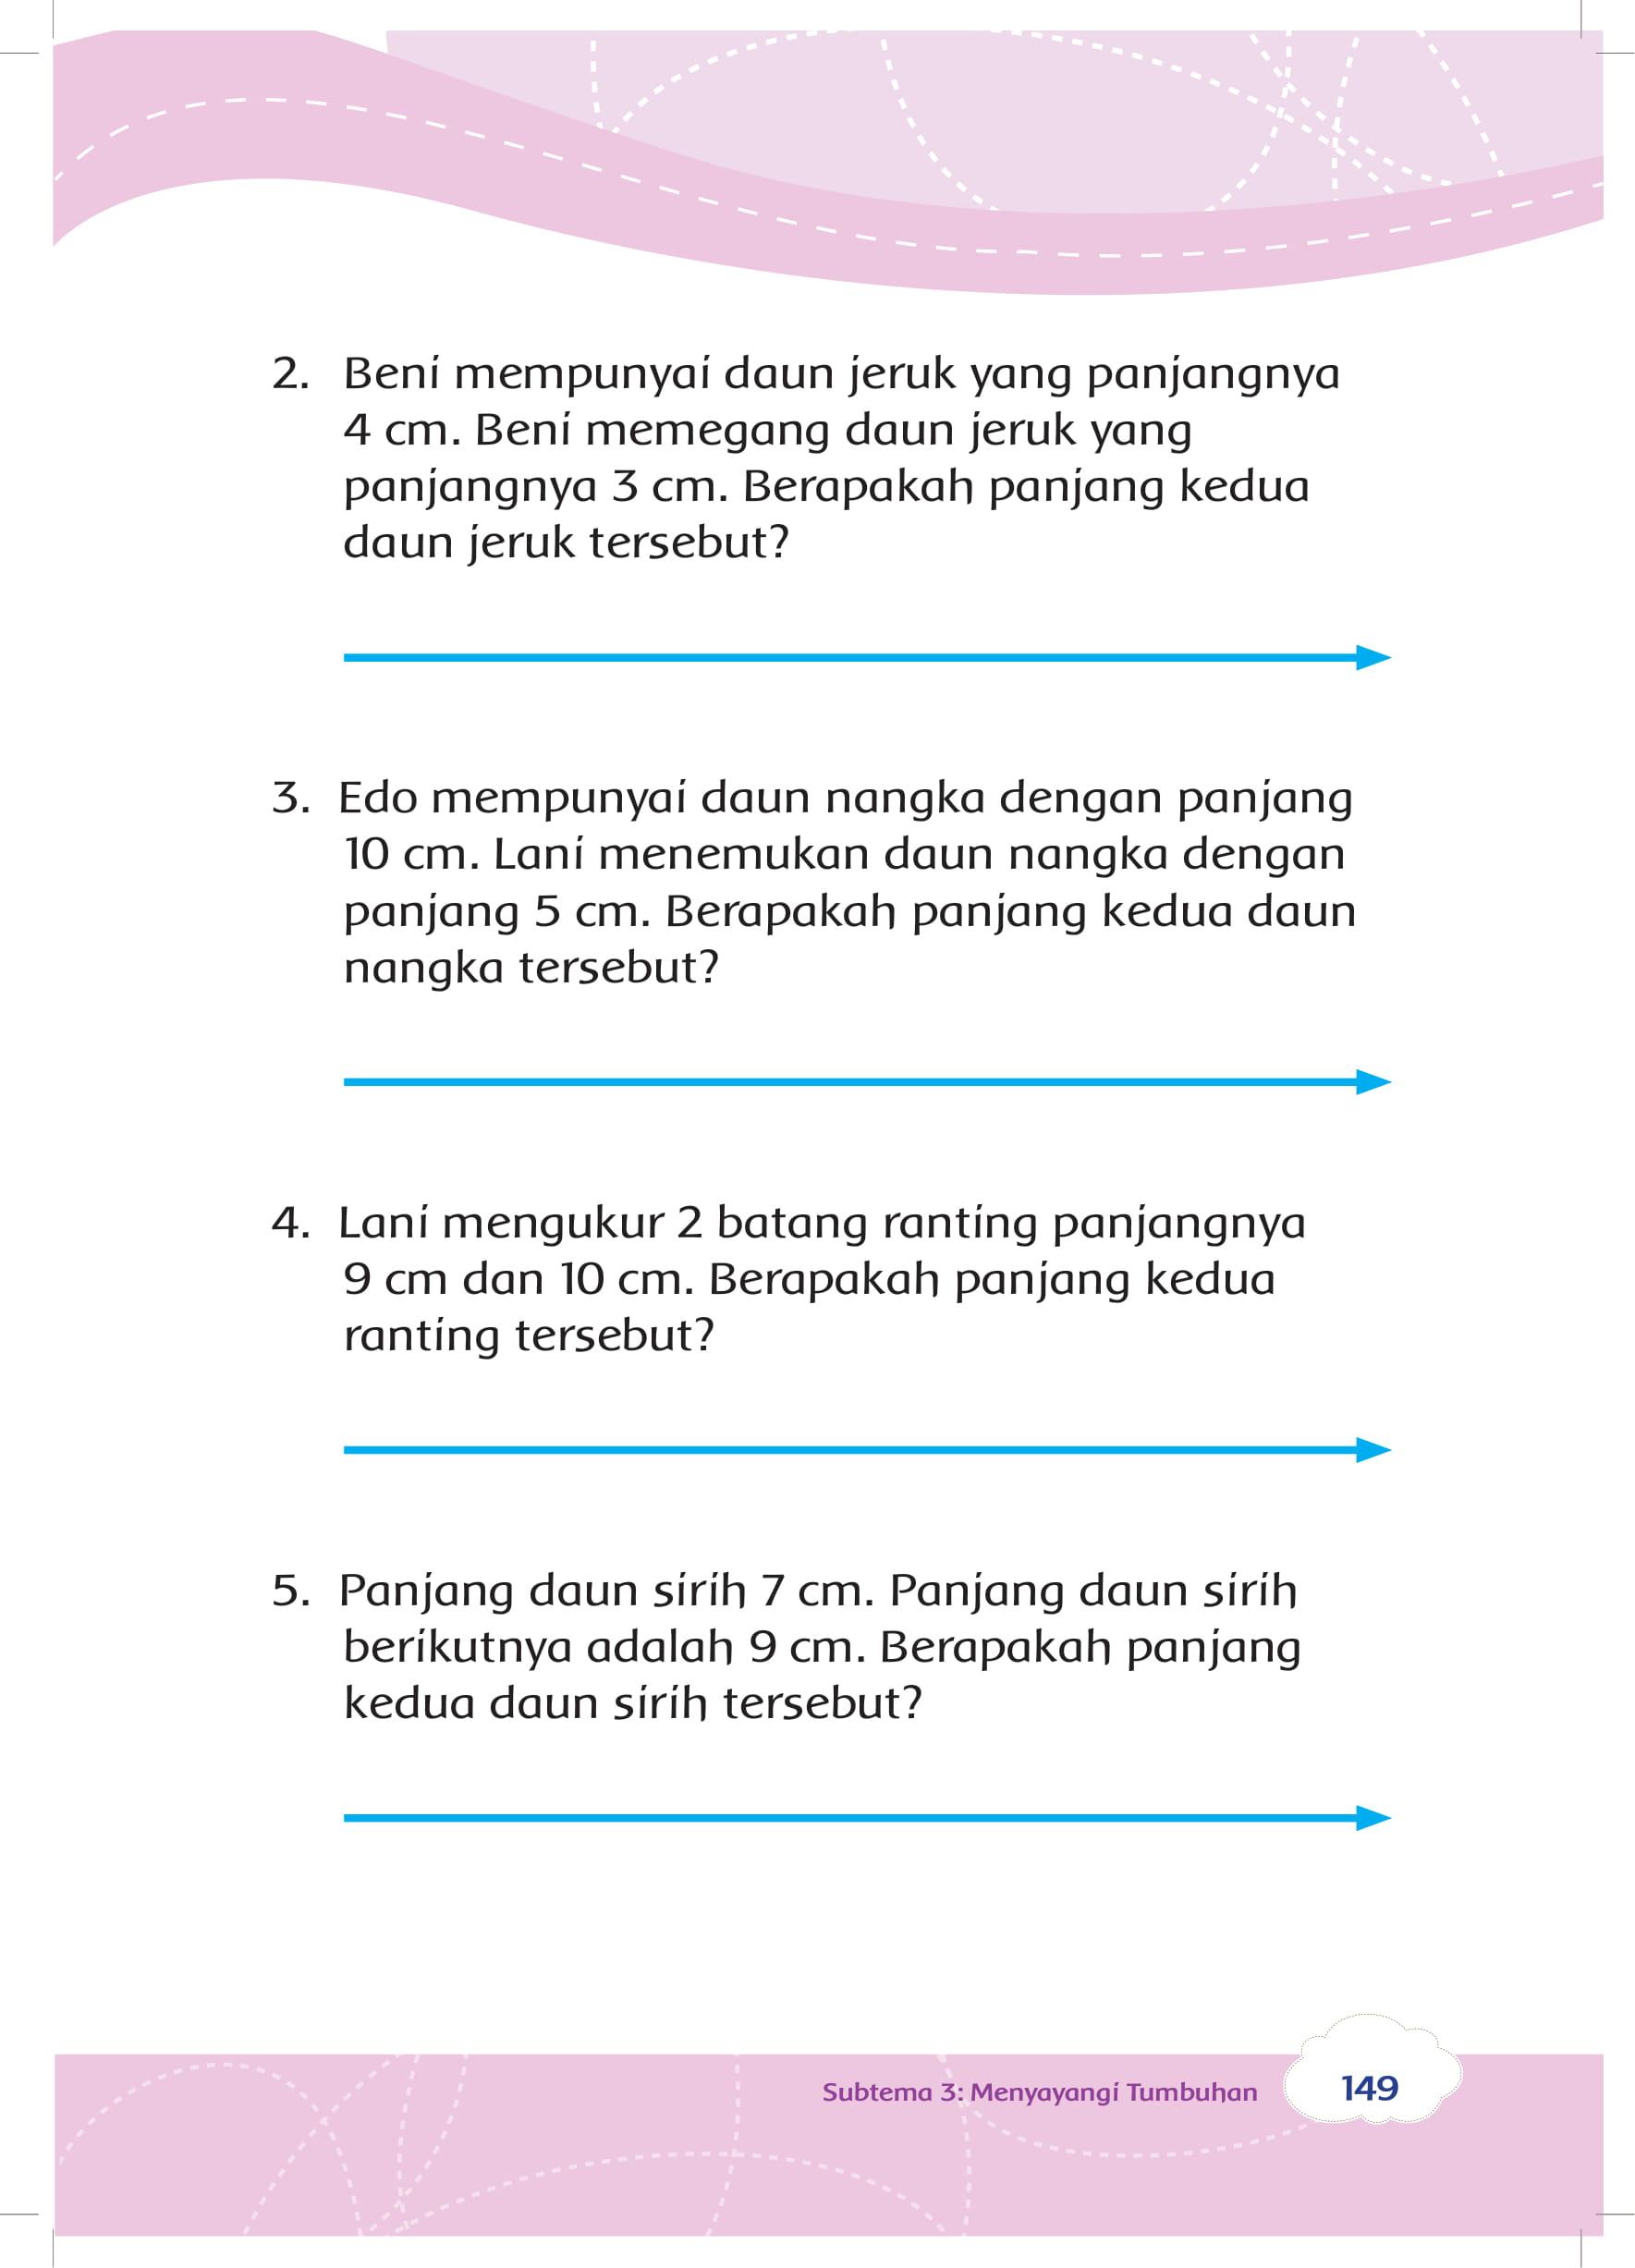 2. Beni mempunyai daun jeruk yang panjangnya
4 cm. Beni memegang daun jeruk yang
panjangnya 3 cm. Berapakah panjang kedua
daun jeruk tersebut?
3. Edo mempunyai daun nangka dengan panjang
10 cm. Lani menemukan daun nangka dengan
panjang 5 cm. Berapakah panjang kedua daun
nangka tersebut?
4. Lani mengukur 2 batang ranting panjangnya
9 cm dan 10 cm. Berapakah panjang kedua
ranting tersebut?
5. Panjang daun sirih 7 cm. Panjang daun sirih
berikutnya adalah 9 cm. Berapakah panjang
kedua daun sirih tersebut?
Subtema 3: Menyayangi Tumbuhan
149